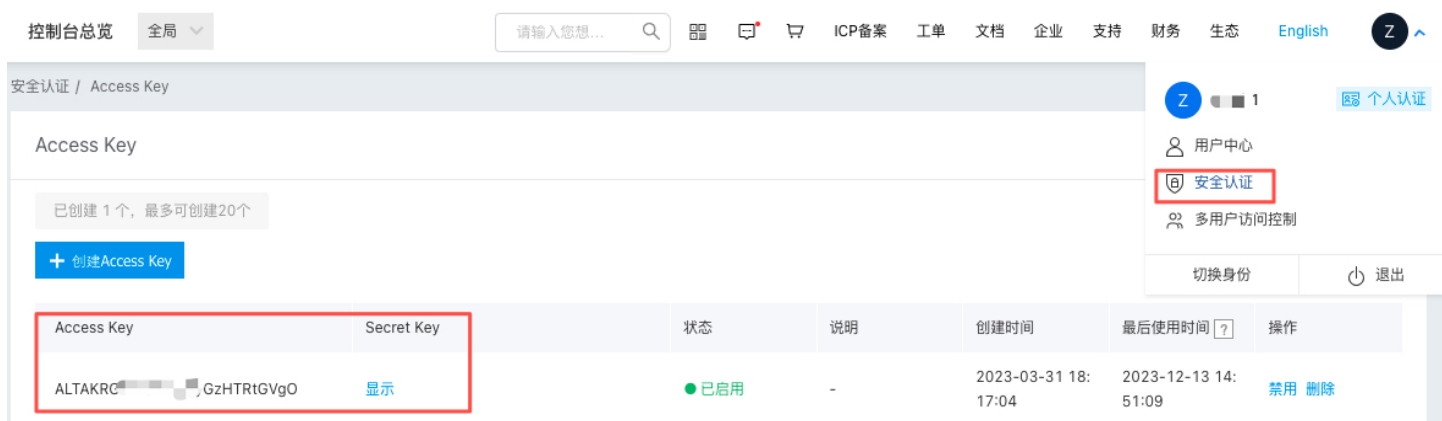 控制台总览 全局 请输入您想... ICP备案 工单 文档 企业 支持 财务 生态 English Z
安全认证 / Access Key
Z 1 个人认证
Access Key
用户中心
安全认证
已创建 1 个，最多可创建20个
多用户访问控制
+ 创建Access Key
切换身份 退出
Access Key Secret Key 状态 说明 创建时间 最后使用时间 ? 操作
ALTAKR GzHTRtGVgO 显示 已启用 - 2023-03-31 18:17:04 2023-12-13 14:51:09 禁用 删除